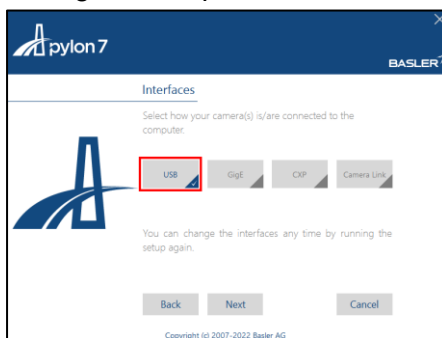 pylon 7
BASLER
Interfaces
Select how your camera(s) is/are connected to the
computer.
USB GigE CXP Camera Link
You can change the interfaces any time by running the
setup again.
Back Next Cancel
Copyright (c) 2007-2022 Basler AG